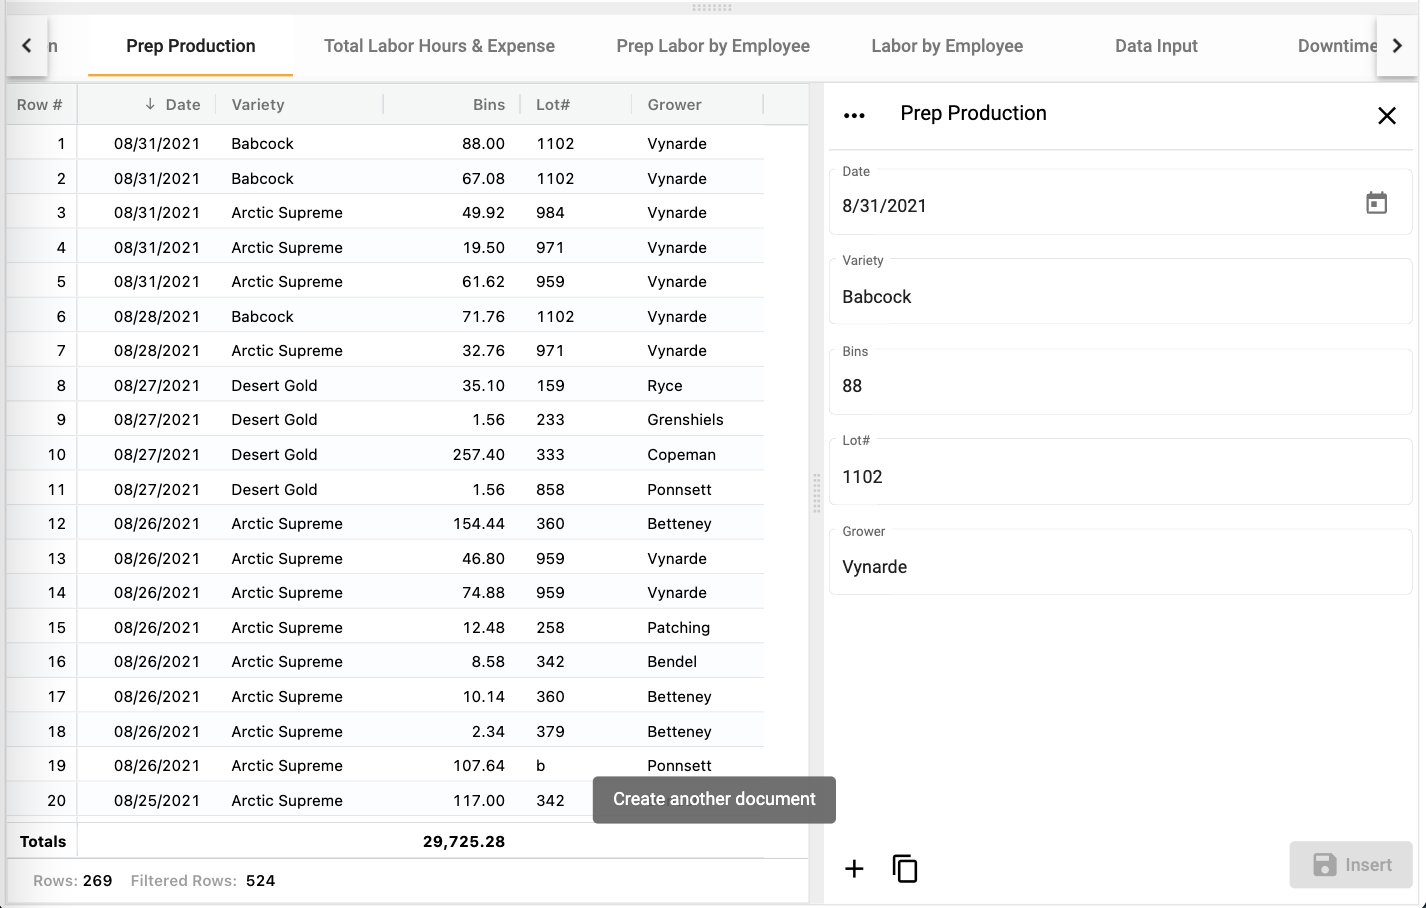 n Prep Production Total Labor Hours & Expense Prep Labor by Employee Labor by Employee Data Input Downtime
Row # ↓ Date Variety Bins Lot# Grower
1 08/31/2021 Babcock 88.00 1102 Vynarde
2 08/31/2021 Babcock 67.08 1102 Vynarde
3 08/31/2021 Arctic Supreme 49.92 984 Vynarde
4 08/31/2021 Arctic Supreme 19.50 971 Vynarde
5 08/31/2021 Arctic Supreme 61.62 959 Vynarde
6 08/28/2021 Babcock 71.76 1102 Vynarde
7 08/28/2021 Arctic Supreme 32.76 971 Vynarde
8 08/27/2021 Desert Gold 35.10 159 Ryce
9 08/27/2021 Desert Gold 1.56 233 Grenshiels
10 08/27/2021 Desert Gold 257.40 333 Copeman
11 08/27/2021 Desert Gold 1.56 858 Ponnsett
12 08/26/2021 Arctic Supreme 154.44 360 Betteney
13 08/26/2021 Arctic Supreme 46.80 959 Vynarde
14 08/26/2021 Arctic Supreme 74.88 959 Vynarde
15 08/26/2021 Arctic Supreme 12.48 258 Patching
16 08/26/2021 Arctic Supreme 8.58 342 Bendel
17 08/26/2021 Arctic Supreme 10.14 360 Betteney
18 08/26/2021 Arctic Supreme 2.34 379 Betteney
19 08/26/2021 Arctic Supreme 107.64 b Ponnsett
20 08/25/2021 Arctic Supreme 117.00 342
Totals 29,725.28
Rows: 269 Filtered Rows: 524
Prep Production
Date
8/31/2021
Variety
Babcock
Bins
88
Lot#
1102
Grower
Vynarde
Create another document
Insert